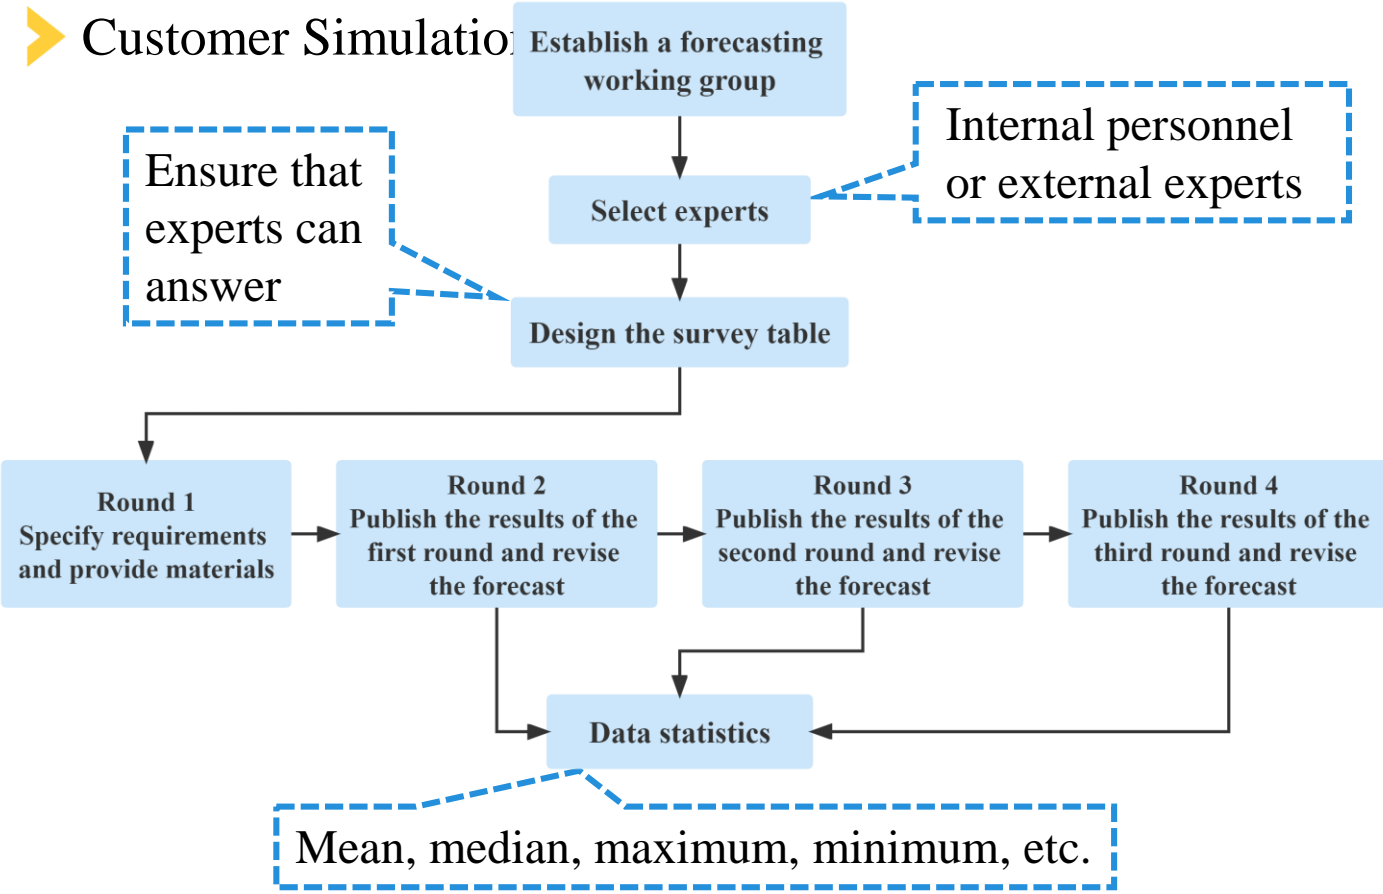 Customer Simulation
Establish a forecasting
working group
Internal personnel
or external experts
Ensure that
experts can
answer
Select experts
Design the survey table
Round 1
Specify requirements
and provide materials
Round 2
Publish the results of the
first round and revise
the forecast
Round 3
Publish the results of the
second round and revise
the forecast
Round 4
Publish the results of the
third round and revise
the forecast
Data statistics
Mean, median, maximum, minimum, etc.